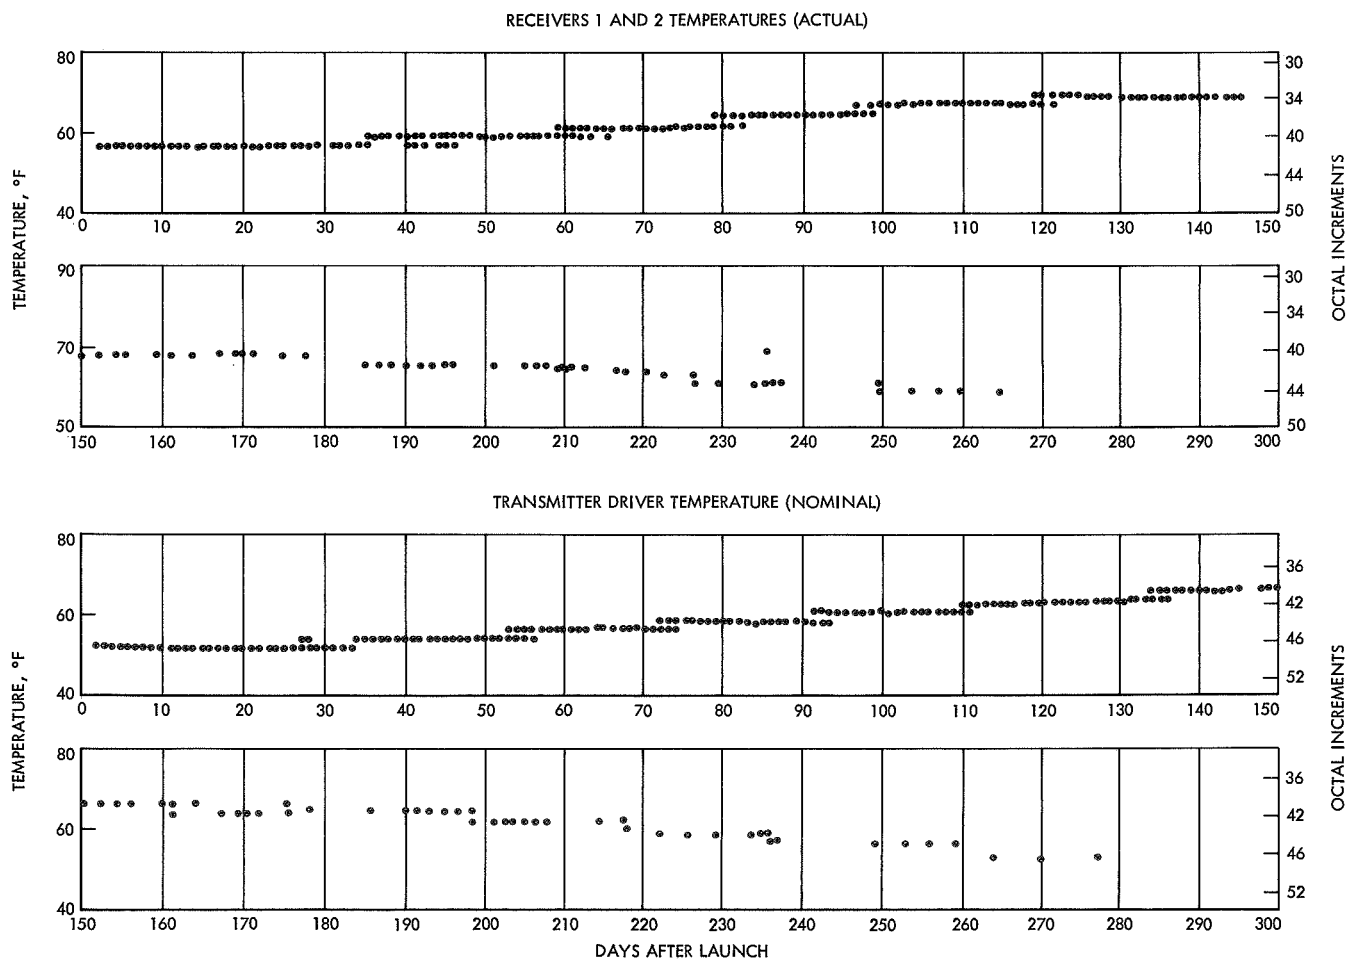 RECEIVERS 1 AND 2 TEMPERATURES (ACTUAL)
80
60
40
30
34
40
44
50
0 10 20 30 40 50 60 70 80 90 100 110 120 130 140 150
TEMPERATURE, °F
OCTAL INCREMENTS
90
70
50
30
34
40
44
50
150 160 170 180 190 200 210 220 230 240 250 260 270 280 290 300
TRANSMITTER DRIVER TEMPERATURE (NOMINAL)
80
60
40
36
42
46
52
0 10 20 30 40 50 60 70 80 90 100 110 120 130 140 150
TEMPERATURE, °F
OCTAL INCREMENTS
80
60
40
36
42
46
52
150 160 170 180 190 200 210 220 230 240 250 260 270 280 290 300
DAYS AFTER LAUNCH